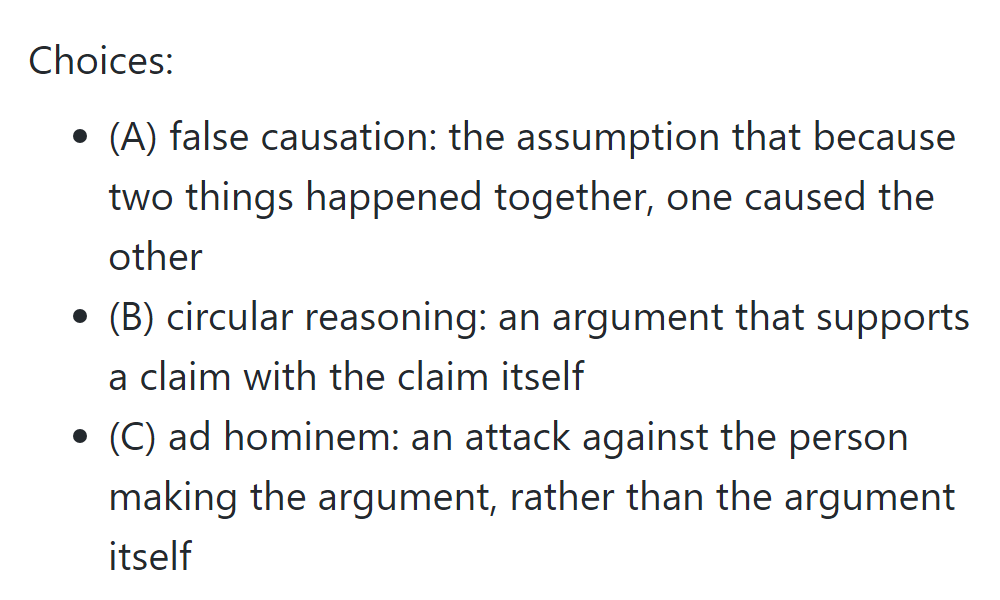 Choices:
• (A) false causation: the assumption that because
two things happened together, one caused the
other
• (B) circular reasoning: an argument that supports
a claim with the claim itself
• (C) ad hominem: an attack against the person
making the argument, rather than the argument
itself